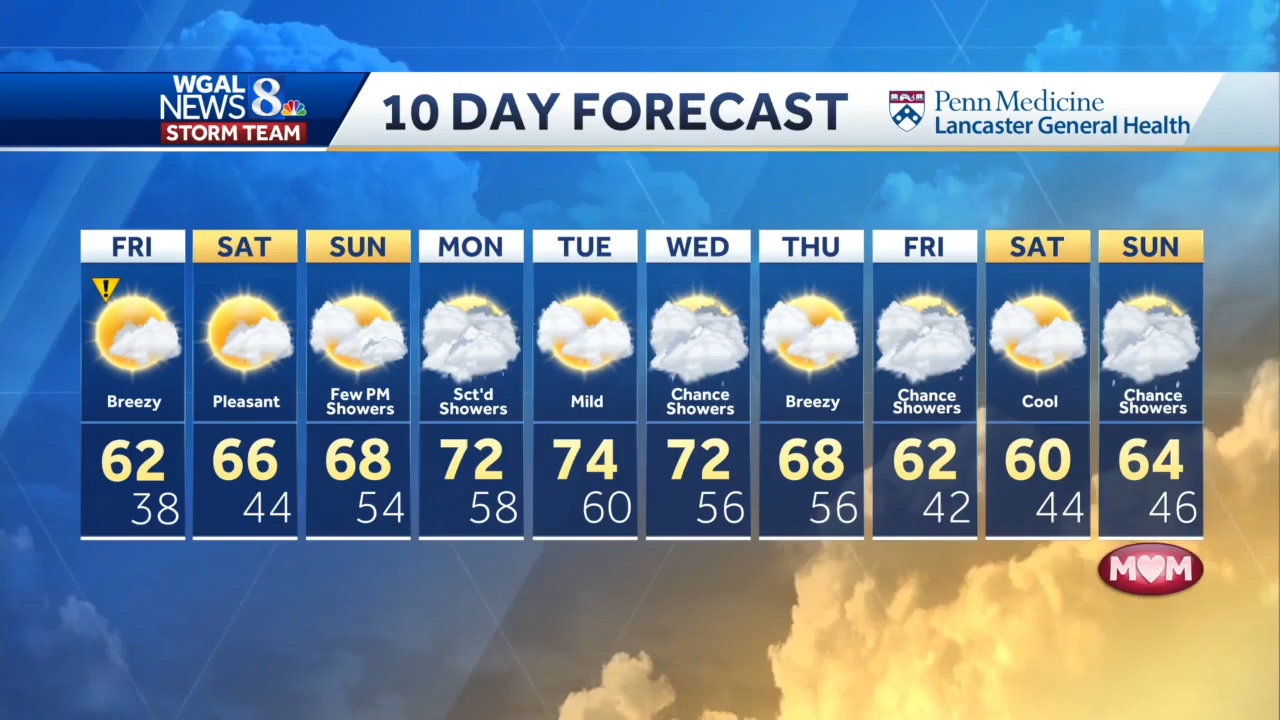 WGAL
NEWS 8
STORM TEAM
10 DAY FORECAST
Penn Medicine
Lancaster General Health
FRI
!
Breezy
62
38
SAT
Pleasant
66
44
SUN
Few PM
Showers
68
54
MON
Sct'd
Showers
72
58
TUE
Mild
74
60
WED
Chance
Showers
72
56
THU
Breezy
68
56
FRI
Chance
Showers
62
42
SAT
Cool
60
44
SUN
Chance
Showers
64
46
M♥M